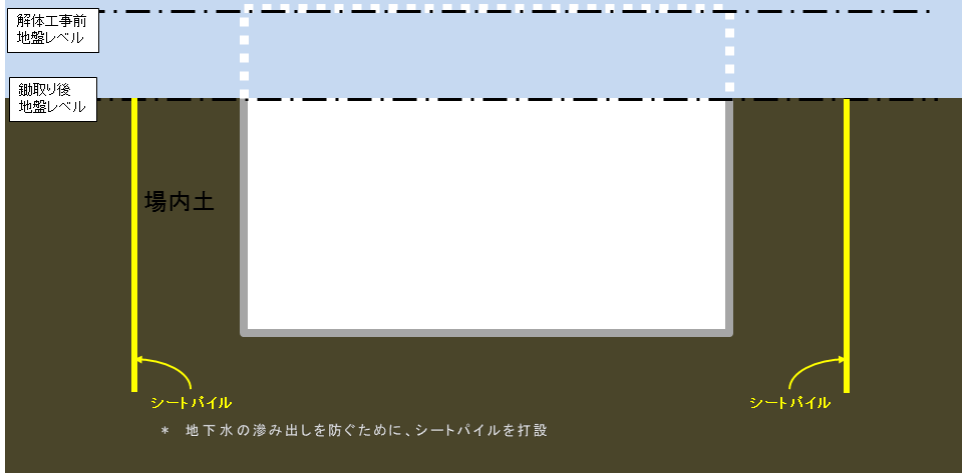 解体工事前
地盤レベル
鋤取り後
地盤レベル
場内土
シートパイル
シートパイル
* 地下水の滲み出しを防ぐために、シートパイルを打設